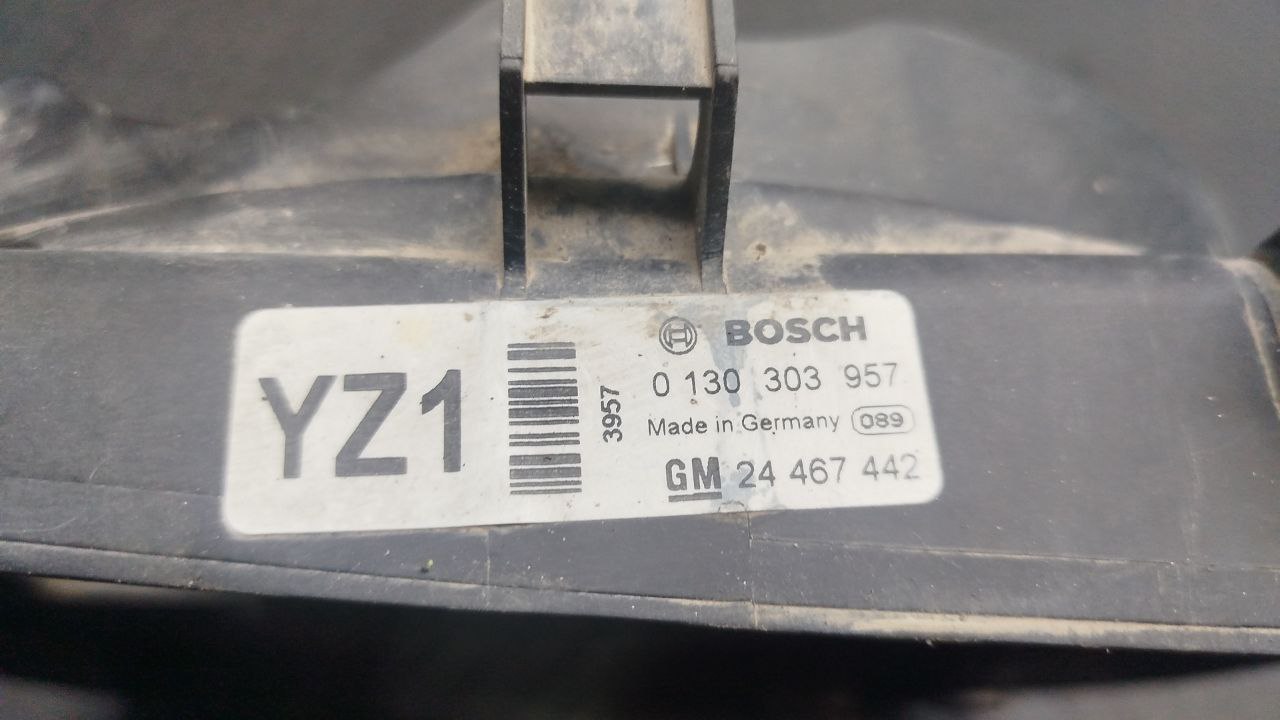 YZ1
3957
BOSCH
0 130 303 957
Made in Germany 089
GM 24 467 442